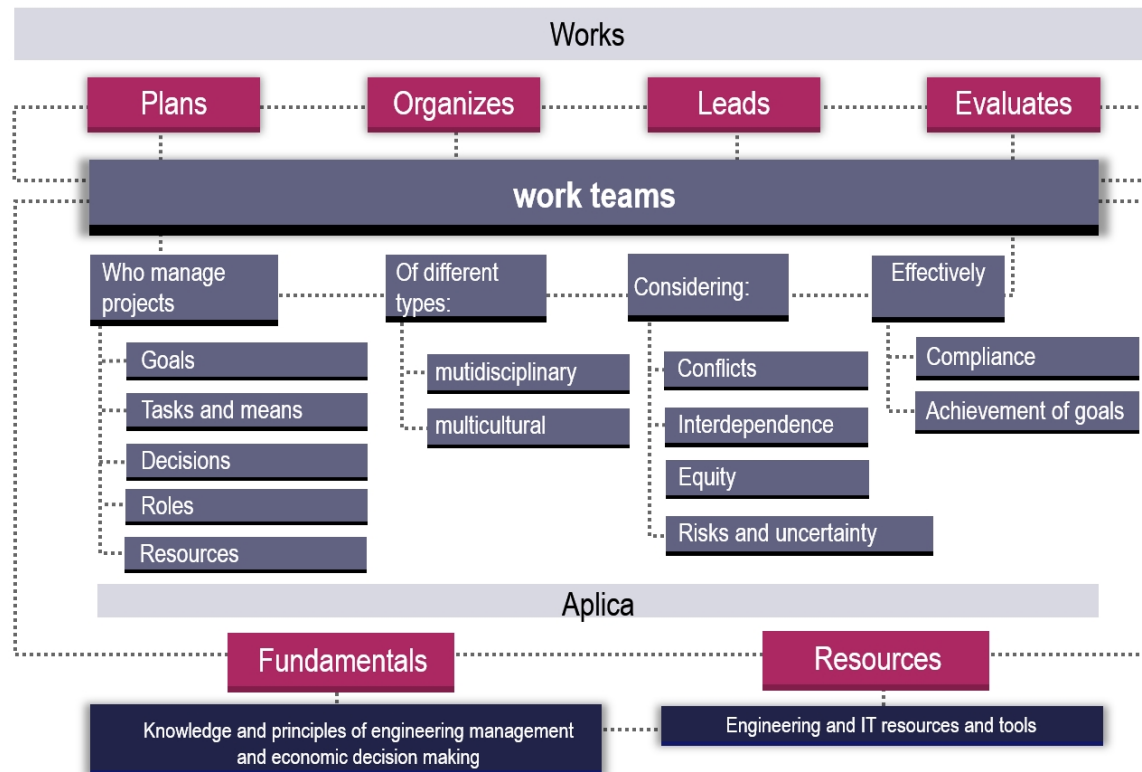 Works
Plans
Organizes
Leads
Evaluates
work teams
Who manage
projects
Goals
Tasks and means
Decisions
Roles
Resources
Of different
types:
mutidisciplinary
multicultural
Considering:
Conflicts
Interdependence
Equity
Risks and uncertainty
Effectively
Compliance
Achievement of goals
Aplica
Fundamentals
Resources
Knowledge and principles of engineering management
and economic decision making
Engineering and IT resources and tools